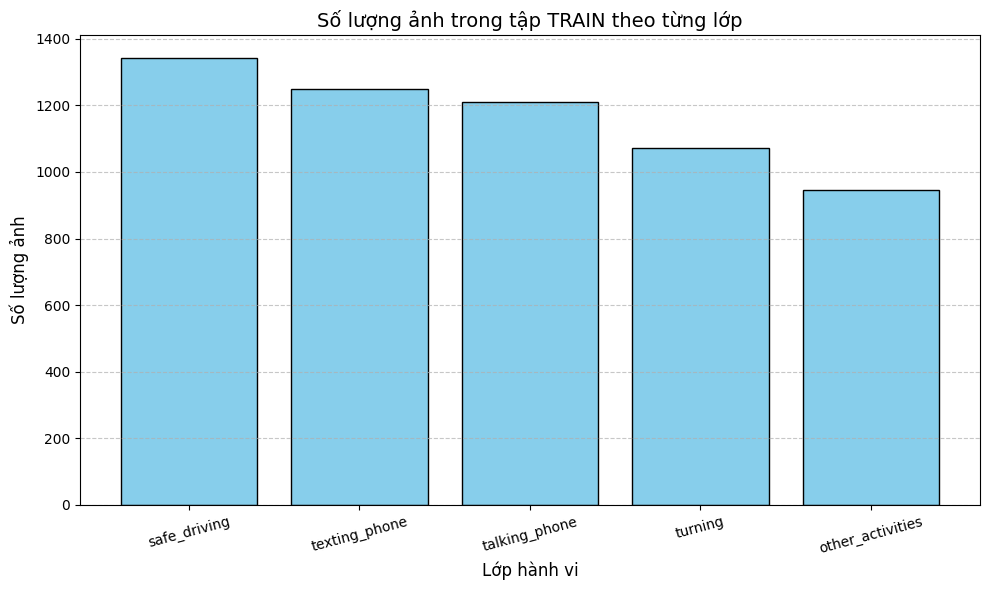 Số lượng ảnh trong tập TRAIN theo từng lớp
Số lượng ảnh
1400
1200
1000
800
600
400
200
0
safe_driving
texting_phone
talking_phone
turning
other_activities
Lớp hành vi